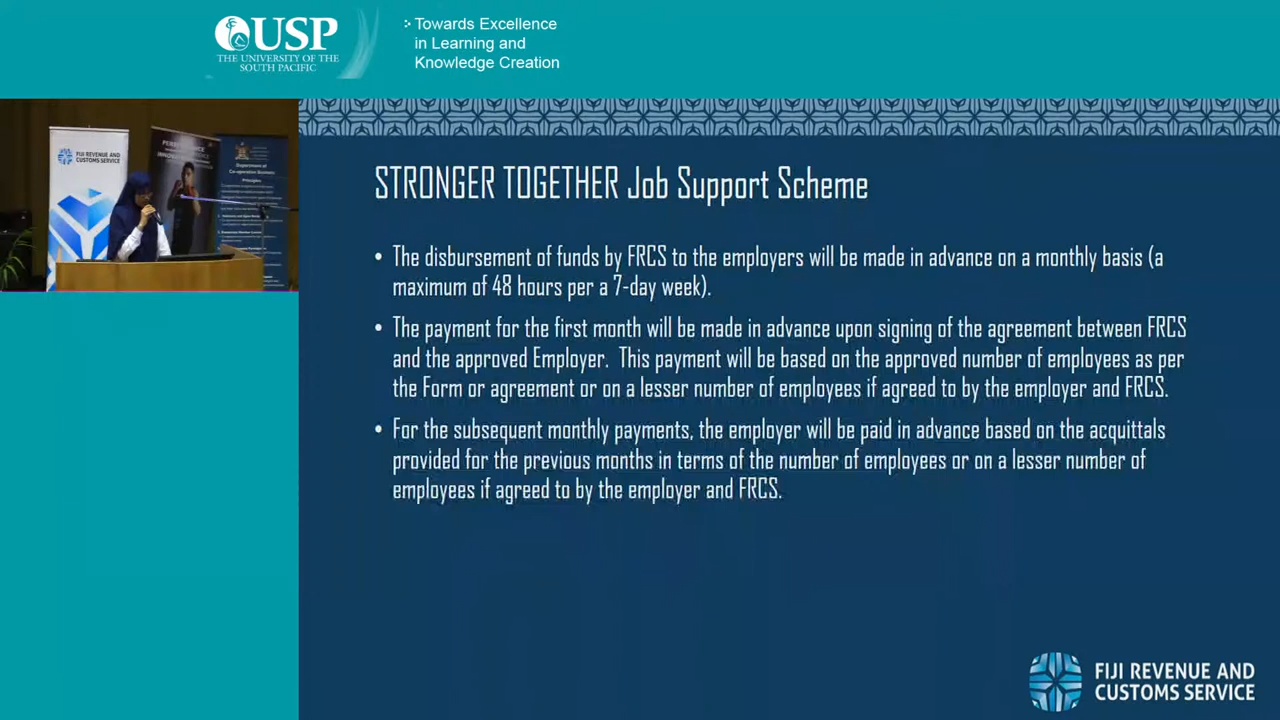 USP
THE UNIVERSITY OF THE
SOUTH PACIFIC
Towards Excellence
in Learning and
Knowledge Creation
FIJI REVENUE AND
CUSTOMS SERVICE
Department of
Co-operative Business
Principles
STRONGER TOGETHER Job Support Scheme
• The disbursement of funds by FRCS to the employers will be made in advance on a monthly basis (a
maximum of 48 hours per a 7-day week).
• The payment for the first month will be made in advance upon signing of the agreement between FRCS
and the approved Employer. This payment will be based on the approved number of employees as per
the Form or agreement or on a lesser number of employees if agreed to by the employer and FRCS.
• For the subsequent monthly payments, the employer will be paid in advance based on the acquittals
provided for the previous months in terms of the number of employees or on a lesser number of
employees if agreed to by the employer and FRCS.
FIJI REVENUE AND
CUSTOMS SERVICE